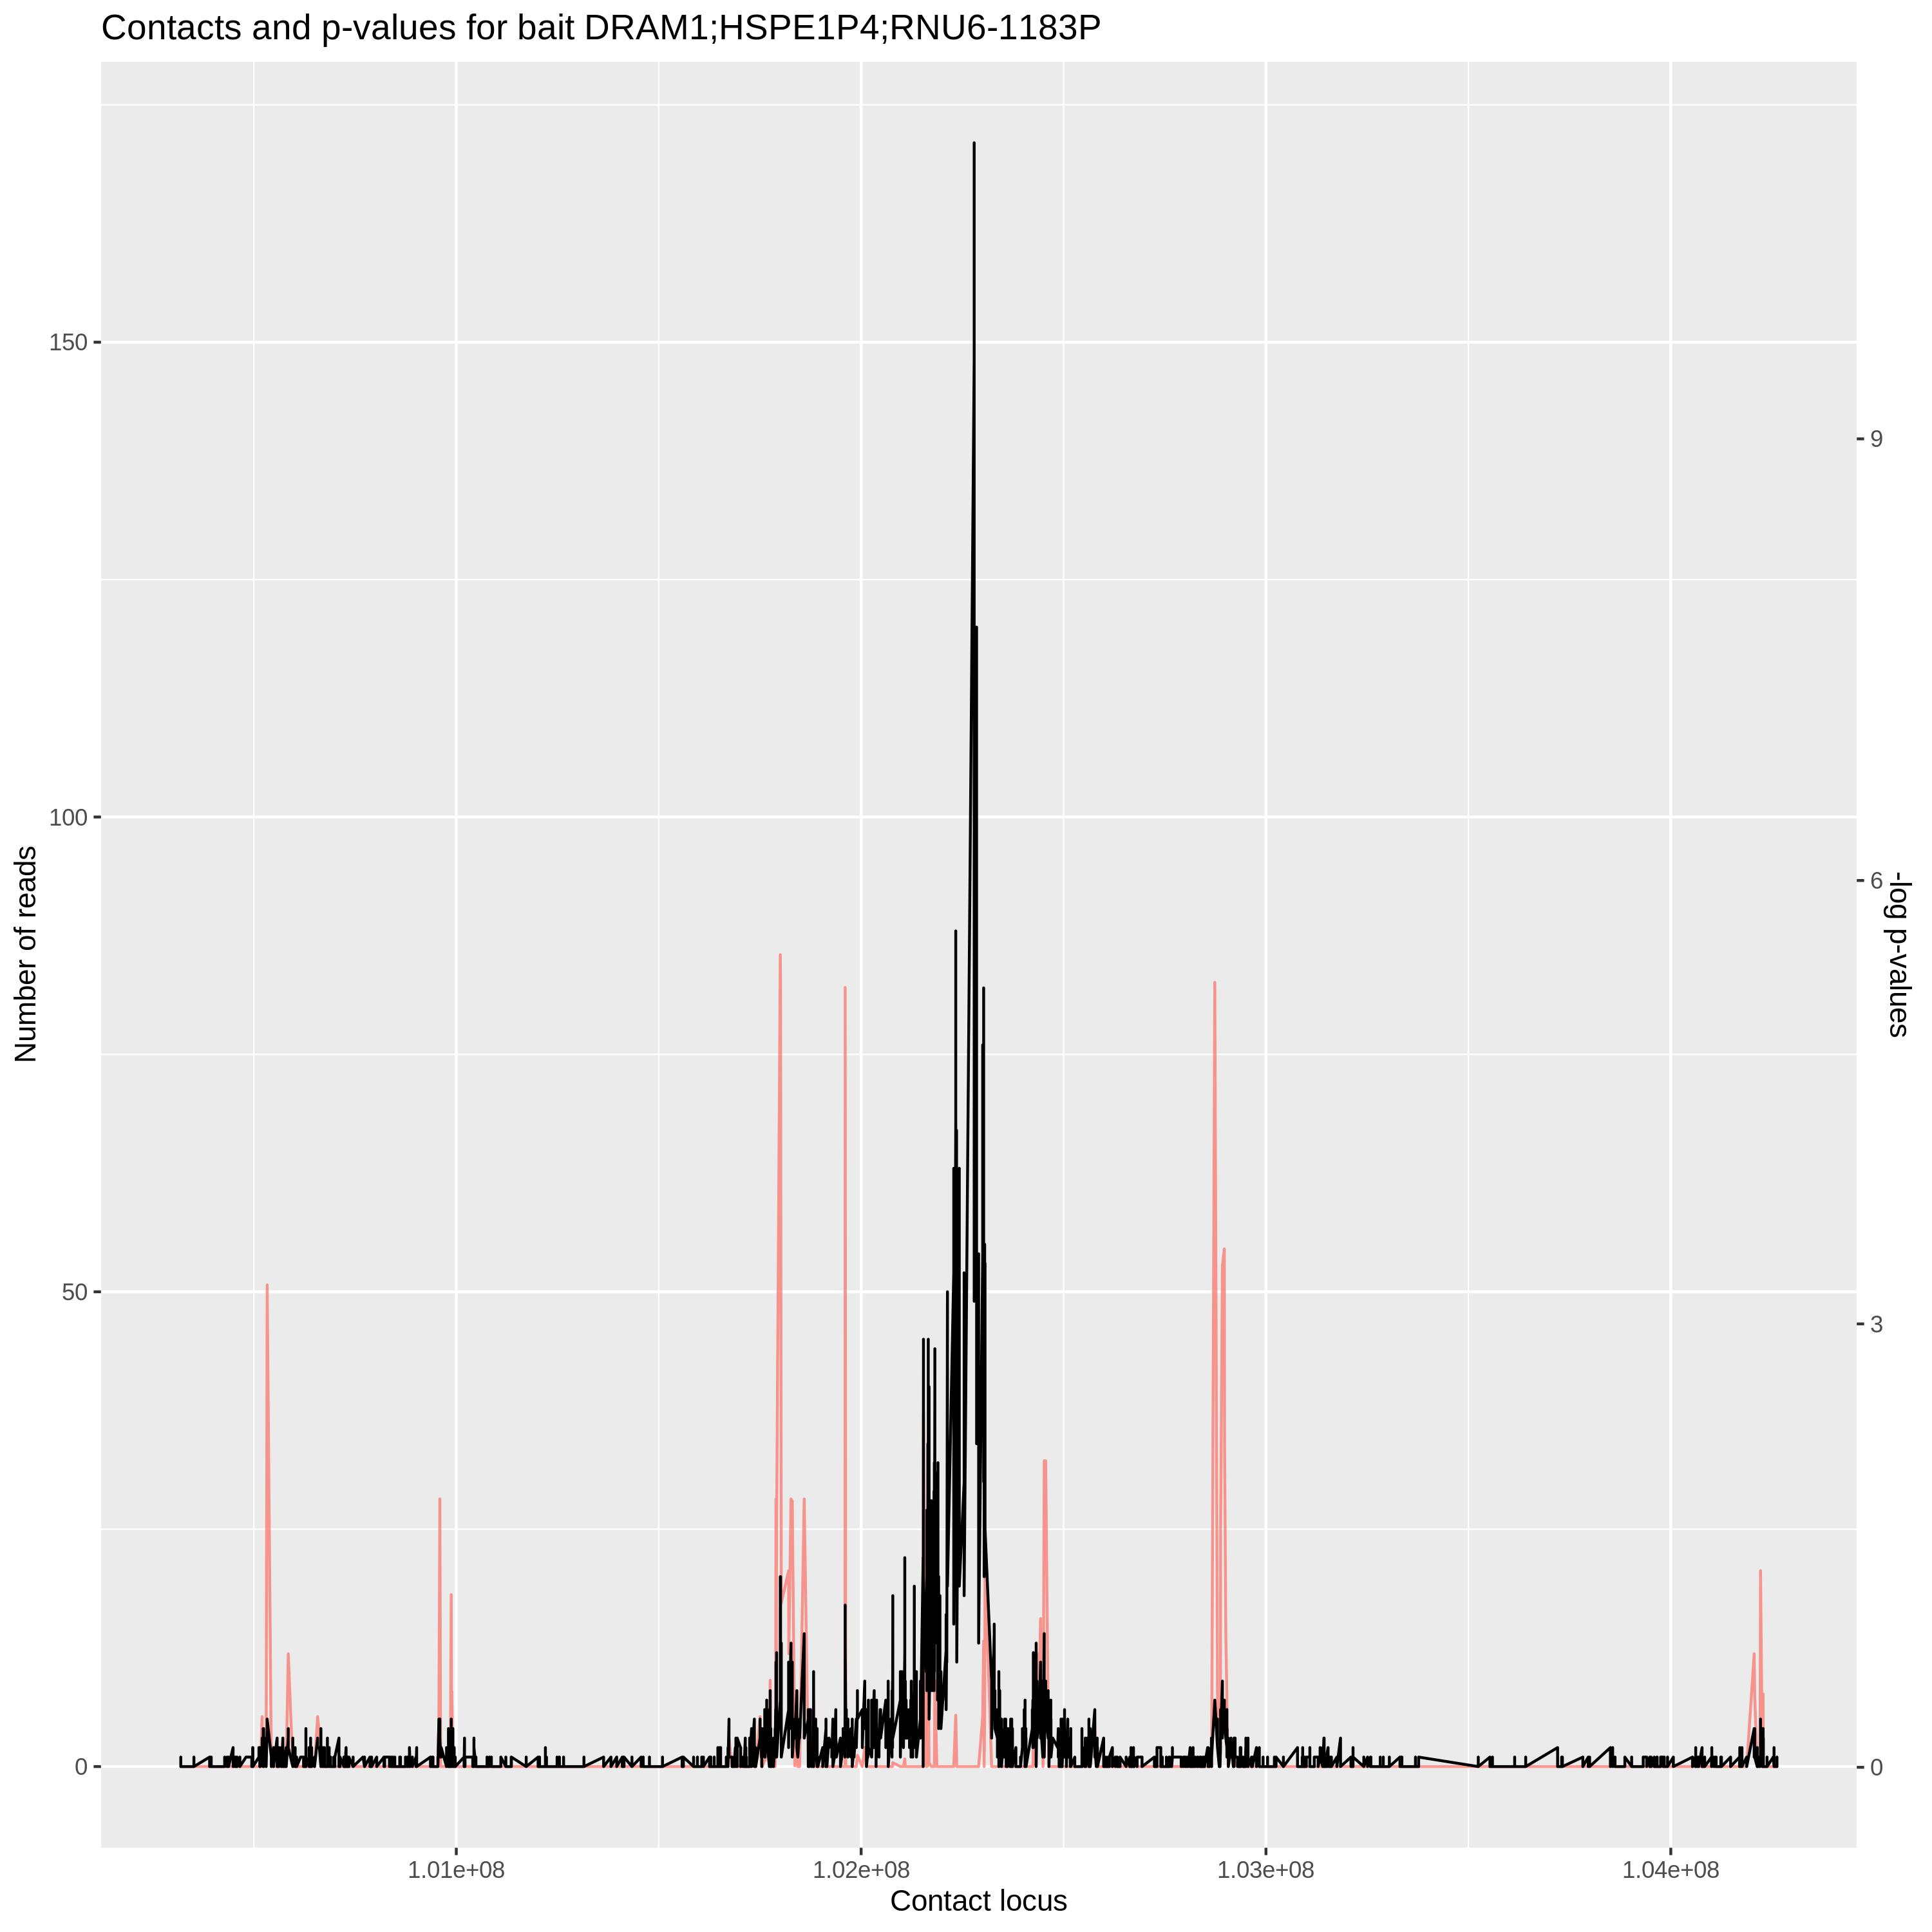 Contacts and p-values for bait DRAM1;HSPE1P4;RNU6-1183P
150
100
50
0
Number of reads
9
6
3
0
-log p-values
1.01e+08
1.02e+08
1.03e+08
1.04e+08
Contact locus